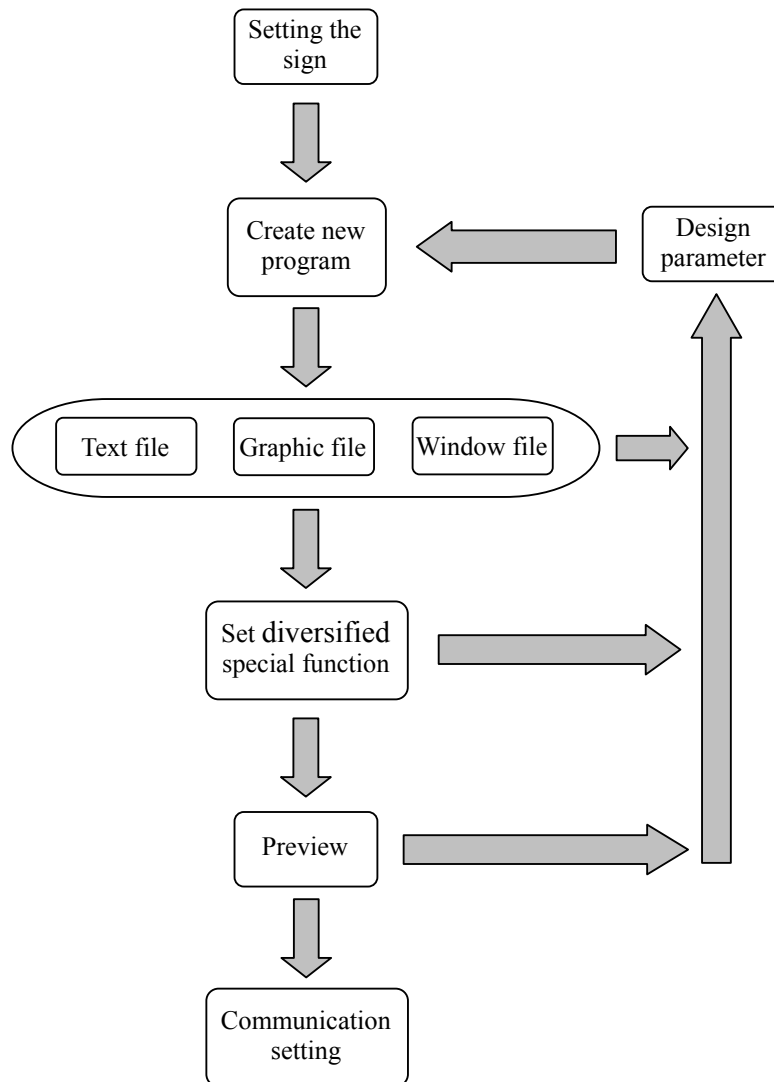 Setting the
sign
Create new
program
Design
parameter
Text file
Graphic file
Window file
Set diversified
special function
Preview
Communication
setting